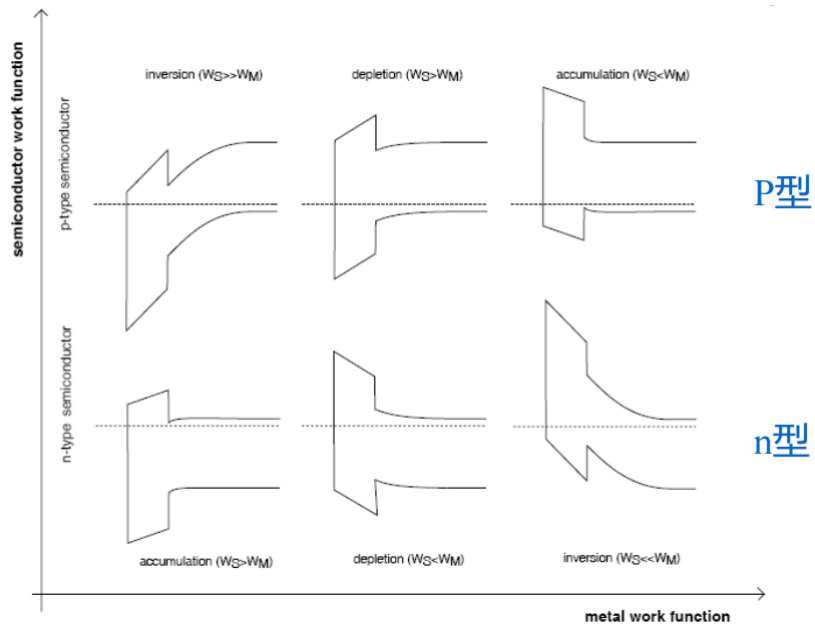 semiconductor work function
p-type semiconductor
n-type semiconductor
inversion (WS>>WM)
depletion (WS>WM)
accumulation (WS<WM)
P型
n型
accumulation (WS>WM)
depletion (WS<WM)
inversion (WS<<WM)
metal work function